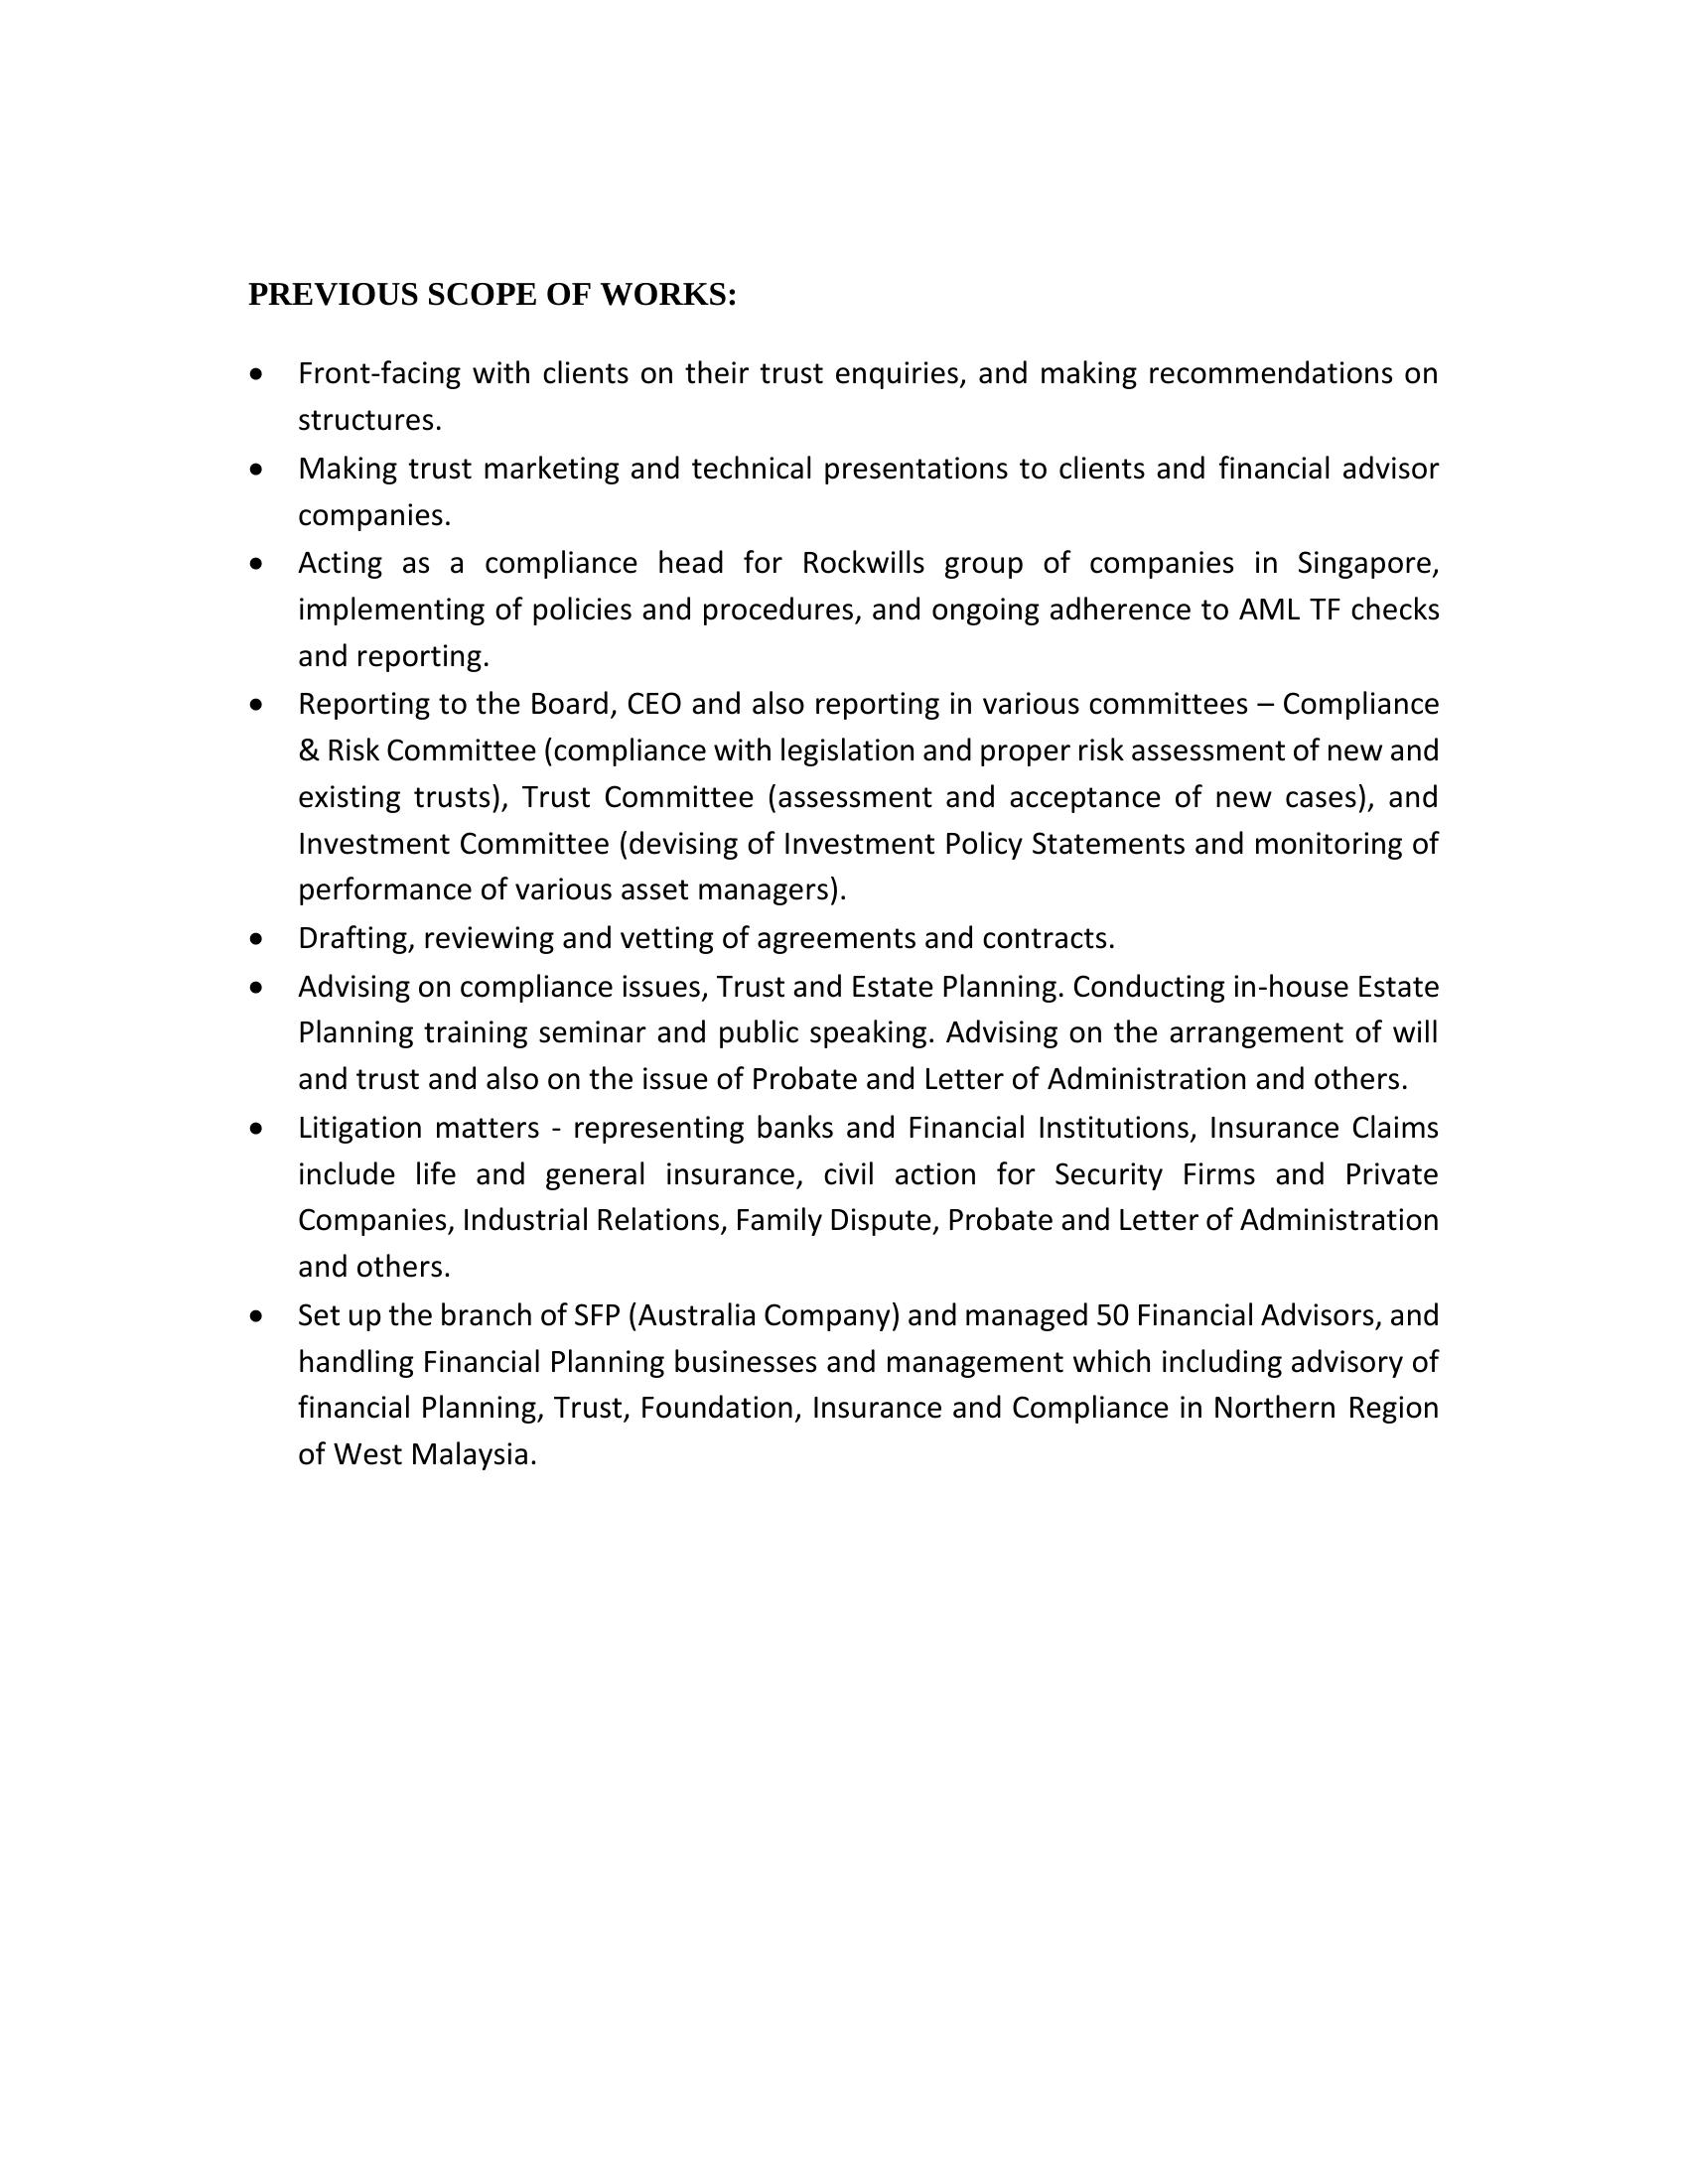 PREVIOUS SCOPE OF WORKS:
• Front-facing with clients on their trust enquiries, and making recommendations on
structures.
• Making trust marketing and technical presentations to clients and financial advisor
companies.
• Acting as a compliance head for Rockwills group of companies in Singapore,
implementing of policies and procedures, and ongoing adherence to AML TF checks
and reporting.
• Reporting to the Board, CEO and also reporting in various committees – Compliance
& Risk Committee (compliance with legislation and proper risk assessment of new and
existing trusts), Trust Committee (assessment and acceptance of new cases), and
Investment Committee (devising of Investment Policy Statements and monitoring of
performance of various asset managers).
• Drafting, reviewing and vetting of agreements and contracts.
• Advising on compliance issues, Trust and Estate Planning. Conducting in-house Estate
Planning training seminar and public speaking. Advising on the arrangement of will
and trust and also on the issue of Probate and Letter of Administration and others.
• Litigation matters - representing banks and Financial Institutions, Insurance Claims
include life and general insurance, civil action for Security Firms and Private
Companies, Industrial Relations, Family Dispute, Probate and Letter of Administration
and others.
• Set up the branch of SFP (Australia Company) and managed 50 Financial Advisors, and
handling Financial Planning businesses and management which including advisory of
financial Planning, Trust, Foundation, Insurance and Compliance in Northern Region
of West Malaysia.